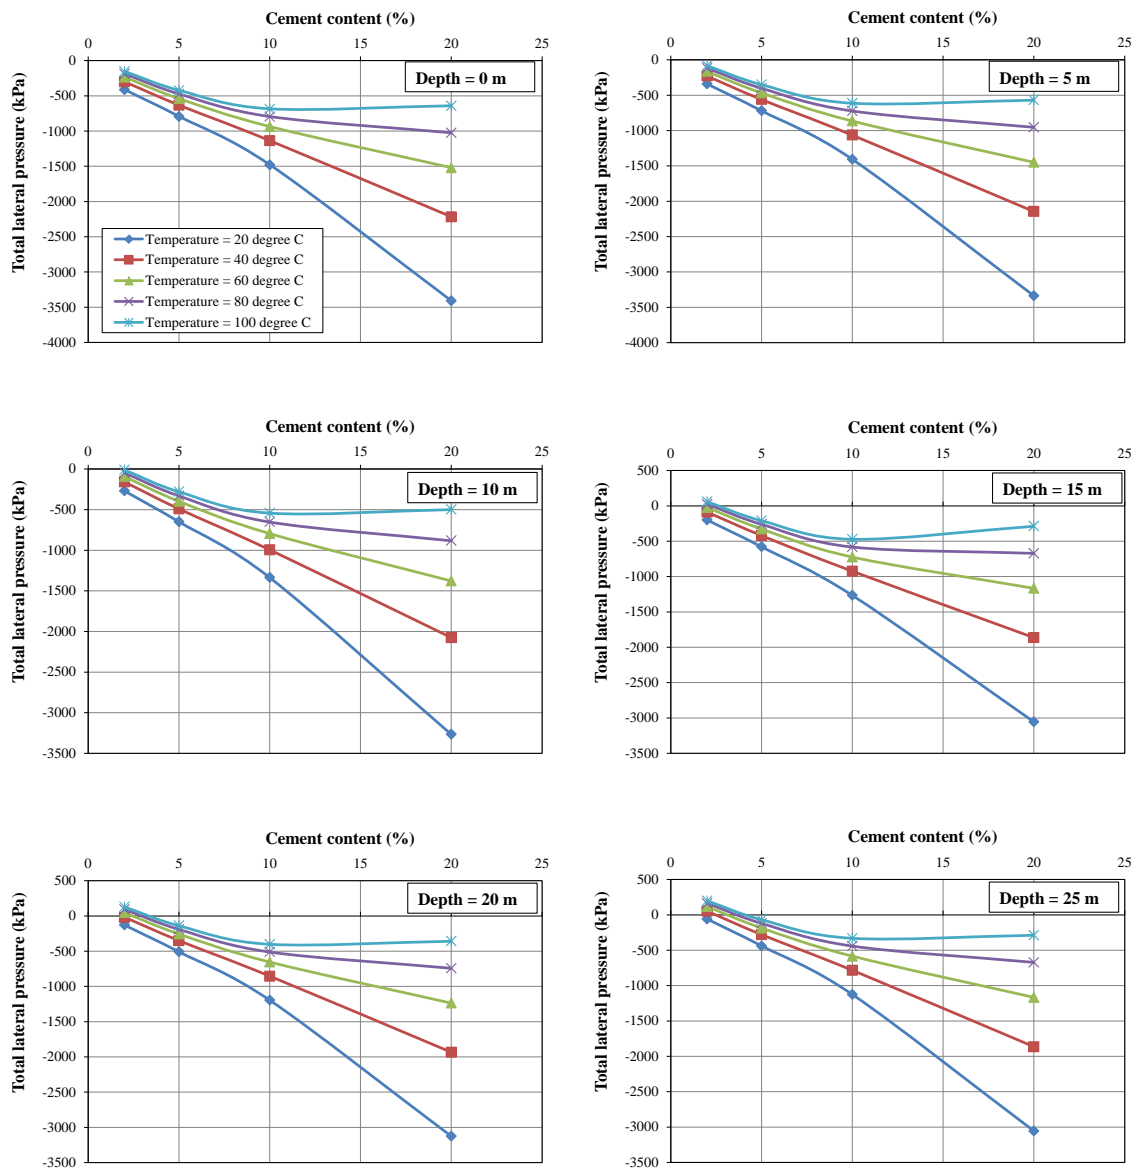 Cement content (%)
0 5 10 15 20 25
Total lateral pressure (kPa)
0
-500
-1000
-1500
-2000
-2500
-3000
-3500
-4000
Depth = 0 m
Temperature = 20 degree C
Temperature = 40 degree C
Temperature = 60 degree C
Temperature = 80 degree C
Temperature = 100 degree C
Cement content (%)
0 5 10 15 20 25
Total lateral pressure (kPa)
0
-500
-1000
-1500
-2000
-2500
-3000
-3500
-4000
Depth = 5 m
Cement content (%)
0 5 10 15 20 25
Total lateral pressure (kPa)
0
-500
-1000
-1500
-2000
-2500
-3000
-3500
Depth = 10 m
Cement content (%)
0 5 10 15 20 25
Total lateral pressure (kPa)
500
0
-500
-1000
-1500
-2000
-2500
-3000
-3500
Depth = 15 m
Cement content (%)
0 5 10 15 20 25
Total lateral pressure (kPa)
500
0
-500
-1000
-1500
-2000
-2500
-3000
-3500
Depth = 20 m
Cement content (%)
0 5 10 15 20 25
Total lateral pressure (kPa)
500
0
-500
-1000
-1500
-2000
-2500
-3000
-3500
Depth = 25 m